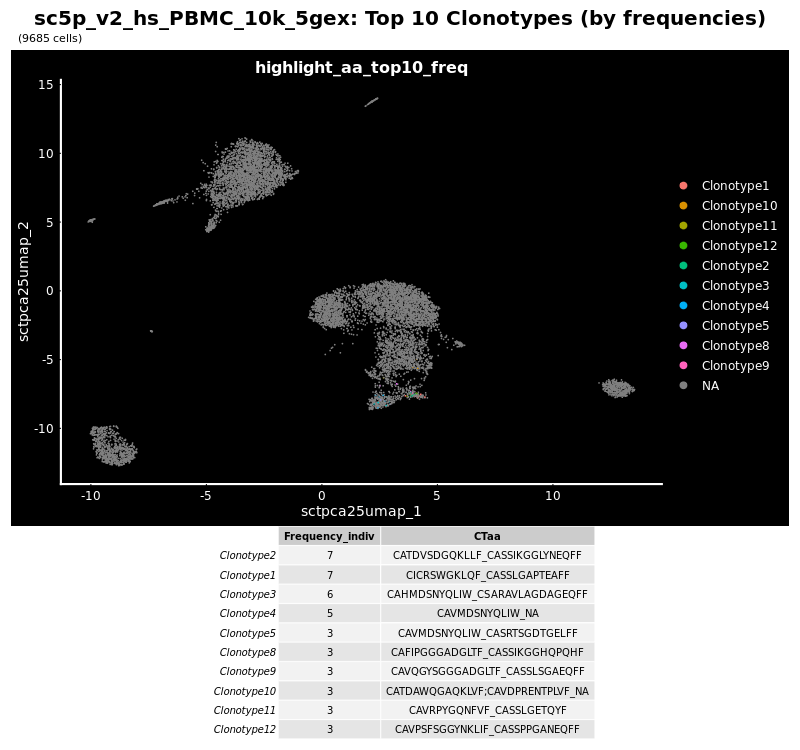 sc5p_v2_hs_PBMC_10k_5gex: Top 10 Clonotypes (by frequencies)
(9685 cells)
highlight_aa_top10_freq
15
10
5
0
-5
-10
sctpca25umap_2
-10 -5 0 5 10
sctpca25umap_1
Clonotype1
Clonotype10
Clonotype11
Clonotype12
Clonotype2
Clonotype3
Clonotype4
Clonotype5
Clonotype8
Clonotype9
NA
Frequency_indiv CTaa
Clonotype2 7 CATDVSDGQKLLF_CASSIKGGLYNEQFF
Clonotype1 7 CICRSWGKLQF_CASSLGAPTEAFF
Clonotype3 6 CAHMDSNYQLIW_CSARAVLAGDAGEQFF
Clonotype4 5 CAVMDSNYQLIW_NA
Clonotype5 3 CAVMDSNYQLIW_CASRTSGDTGELFF
Clonotype8 3 CAFIPGGGADGLTF_CASSIKGGHQPQHF
Clonotype9 3 CAVQGYSGGGADGLTF_CASSLSGAEQFF
Clonotype10 3 CATDAWQGAQKLVF;CAVDPRENTPLVF_NA
Clonotype11 3 CAVRPYGQNFVF_CASSLGETQYF
Clonotype12 3 CAVPSFSGGYNKLIF_CASSPPGANEQFF